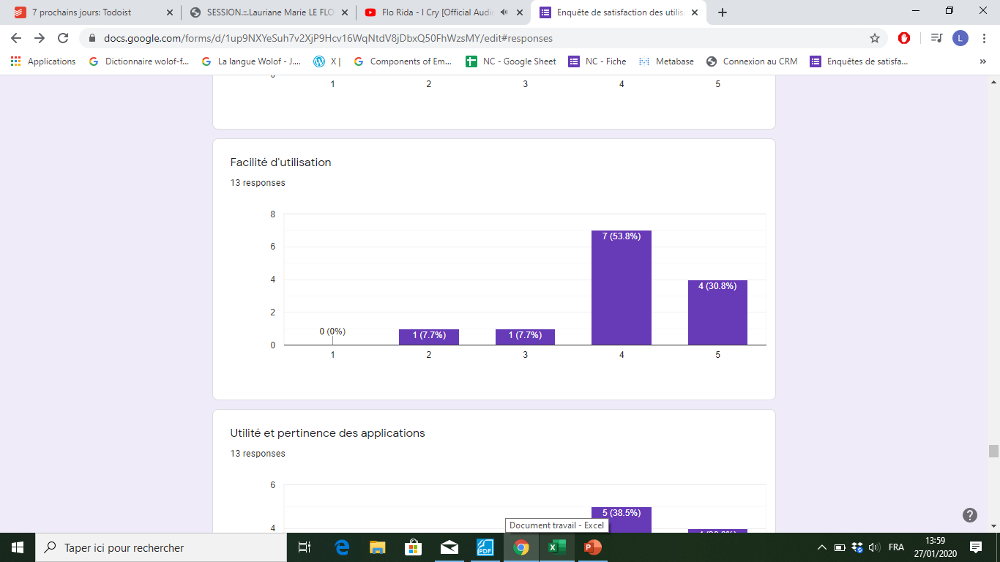 7 prochains jours: Todoist
SESSION.::.Lauriane Marie LE FLO
Flo Rida - I Cry [Official Audio
Enquête de satisfaction des utilisa
docs.google.com/forms/d/1up9NXYeSuh7v2XjP9Hcv16WqNtdV8jDbxQ50FhWzsMY/edit#responses
L
Applications
Dictionnaire wolof-f...
La langue Wolof - J....
X |
Components of Em...
NC - Google Sheet
NC - Fiche
Metabase
Connexion au CRM
Enquêtes de satisfa...
»
1 2 3 4 5
Facilité d'utilisation
13 responses
8
6
4
2
0
0 (0%)
1 (7.7%)
1 (7.7%)
7 (53.8%)
4 (30.8%)
1 2 3 4 5
Utilité et pertinence des applications
13 responses
6
4
5 (38.5%)
Document travail - Excel
Taper ici pour rechercher
PDF
FRA
13:59
27/01/2020